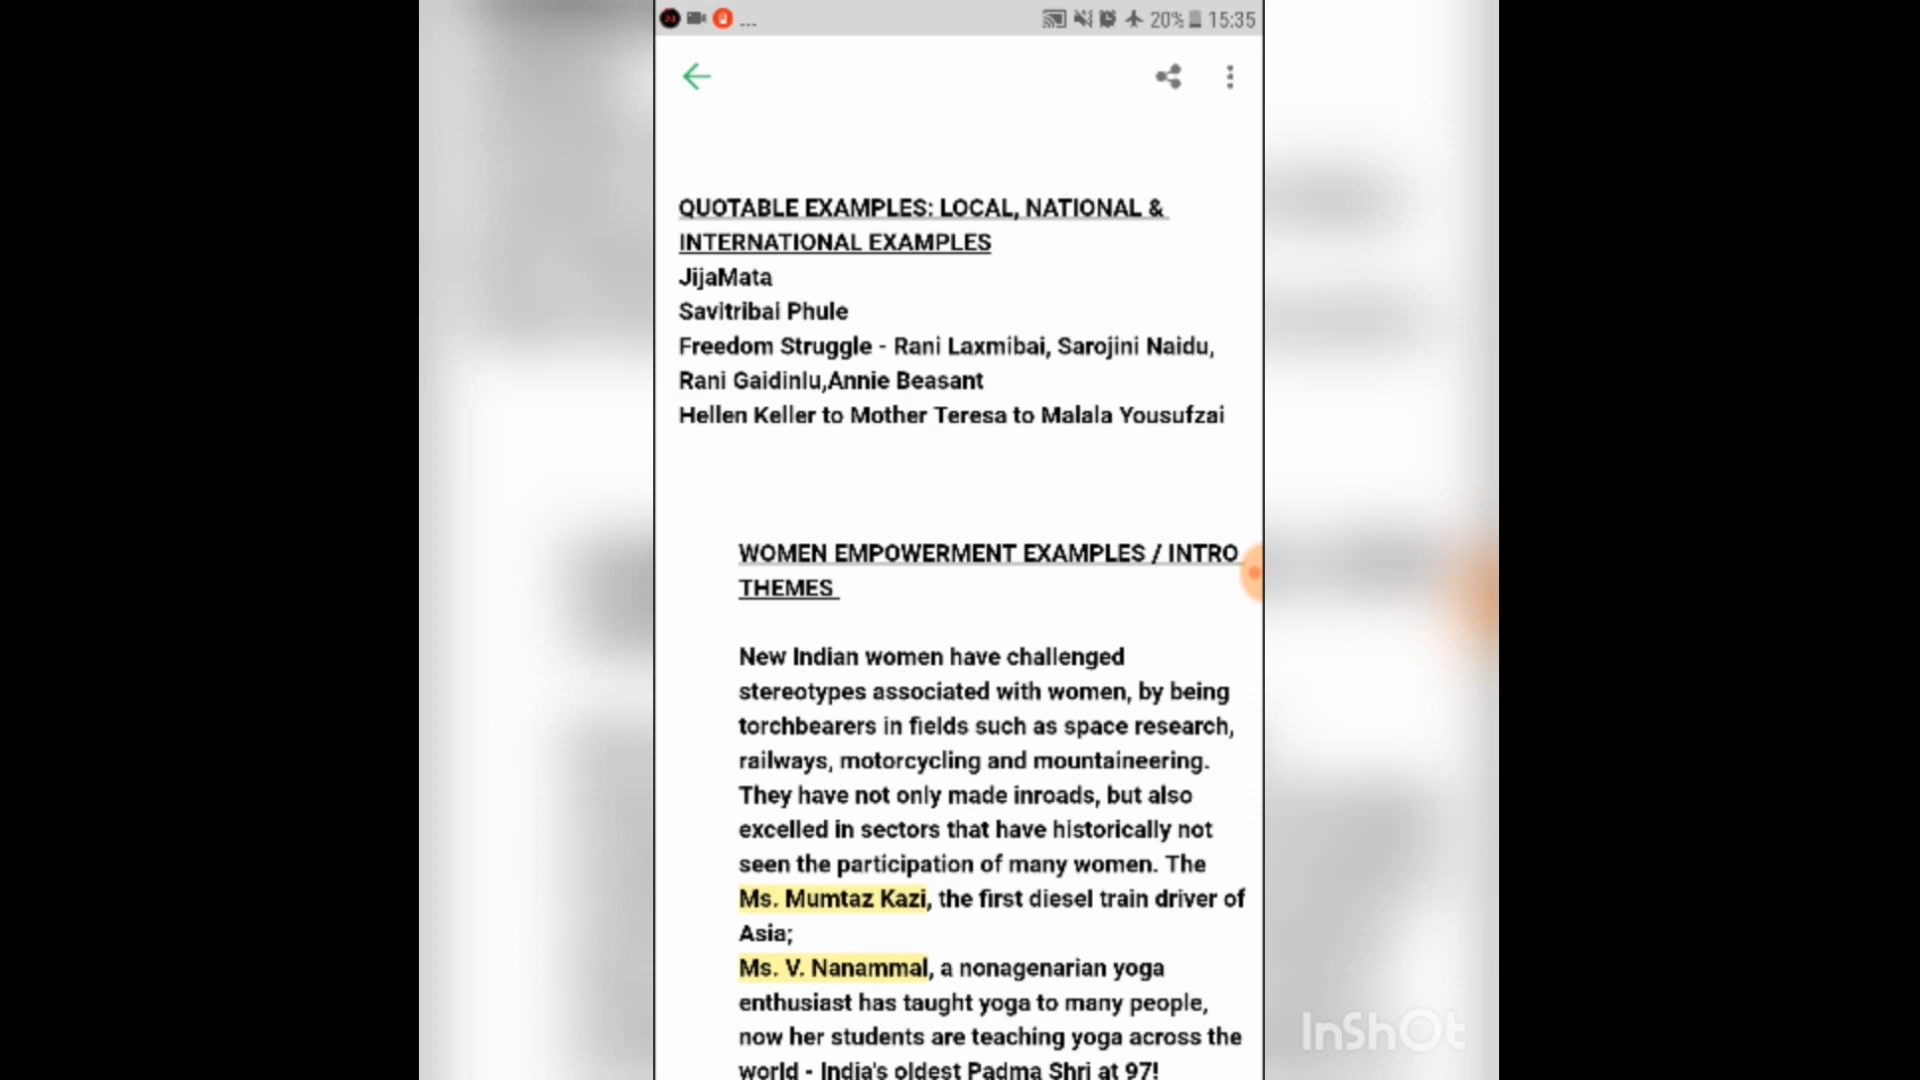 ... 20% 15:35
QUOTABLE EXAMPLES: LOCAL, NATIONAL &
INTERNATIONAL EXAMPLES
JijaMata
Savitribai Phule
Freedom Struggle - Rani Laxmibai, Sarojini Naidu,
Rani Gaidinlu,Annie Beasant
Hellen Keller to Mother Teresa to Malala Yousufzai
WOMEN EMPOWERMENT EXAMPLES / INTRO
THEMES
New Indian women have challenged
stereotypes associated with women, by being
torchbearers in fields such as space research,
railways, motorcycling and mountaineering.
They have not only made inroads, but also
excelled in sectors that have historically not
seen the participation of many women. The
Ms. Mumtaz Kazi, the first diesel train driver of
Asia;
Ms. V. Nanammal, a nonagenarian yoga
enthusiast has taught yoga to many people,
now her students are teaching yoga across the
world - India's oldest Padma Shri at 97!
InShOt